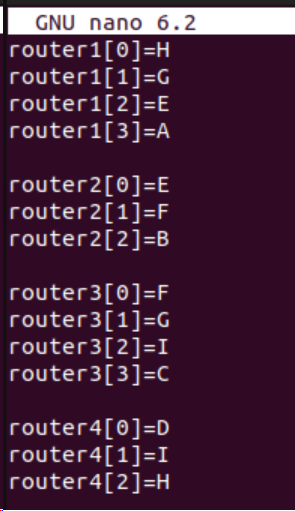 GNU nano 6.2
router1[0]=H
router1[1]=G
router1[2]=E
router1[3]=A
router2[0]=E
router2[1]=F
router2[2]=B
router3[0]=F
router3[1]=G
router3[2]=I
router3[3]=C
router4[0]=D
router4[1]=I
router4[2]=H